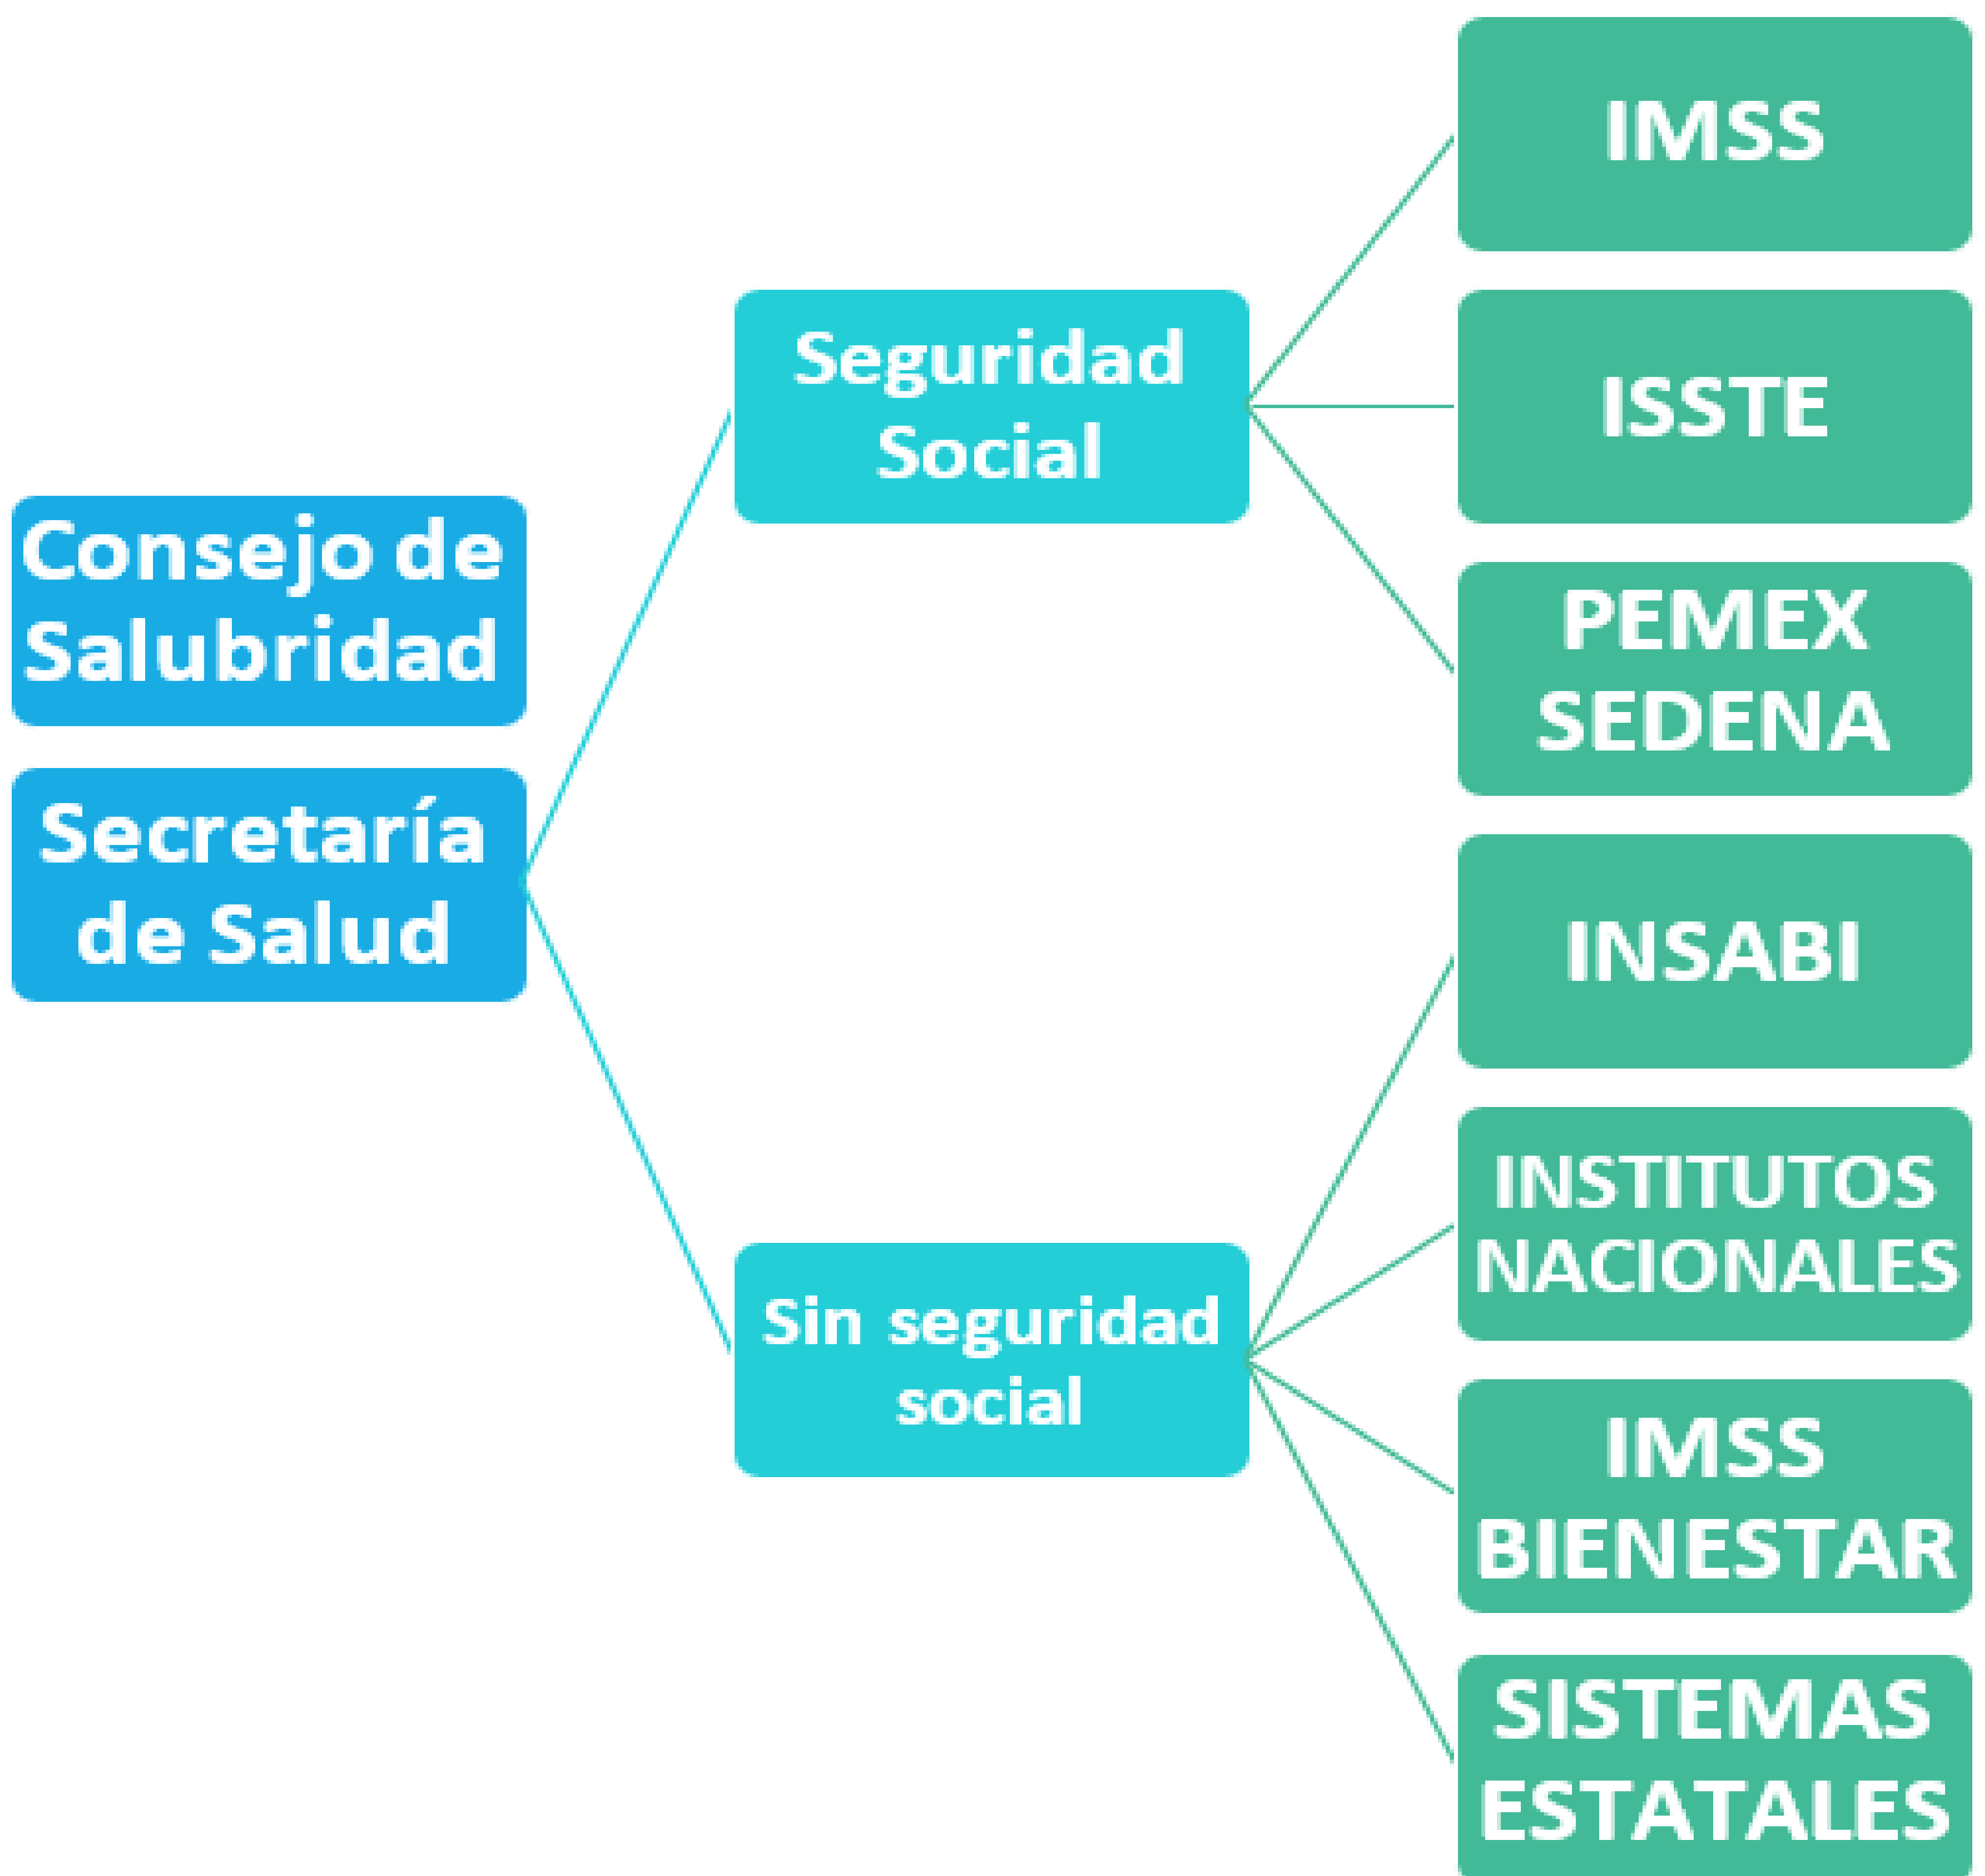 Consejo de
Salubridad
Secretaría
de Salud
Seguridad
Social
Sin seguridad
social
IMSS
ISSTE
PEMEX
SEDENA
INSABI
INSTITUTOS
NACIONALES
IMSS
BIENESTAR
SISTEMAS
ESTATALES